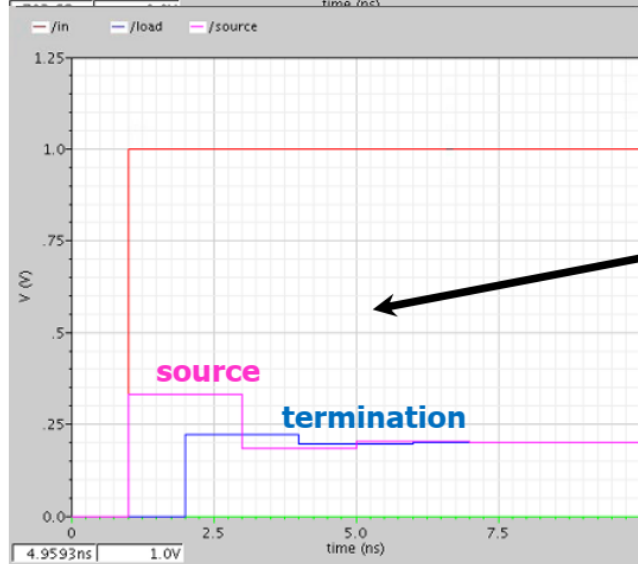 time (ns)
/in /load /source
1.25
1.0
.75
V (V)
.5
source
.25
termination
0.0
0 2.5 5.0 7.5
time (ns)
4.9593ns 1.0V